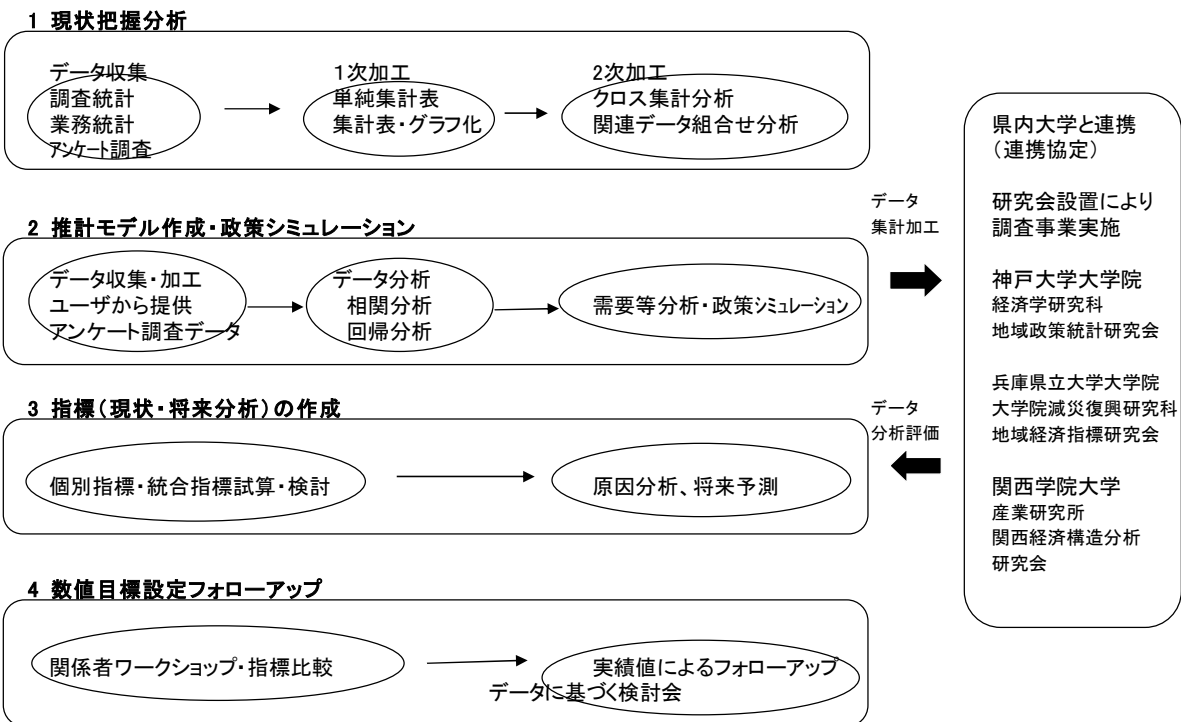 1 現状把握分析
データ収集
調査統計
業務統計
アンケート調査
1次加工
単純集計表
集計表・グラフ化
2次加工
クロス集計分析
関連データ組合せ分析
2 推計モデル作成・政策シミュレーション
データ収集・加工
ユーザから提供
アンケート調査データ
データ分析
相関分析
回帰分析
需要等分析・政策シミュレーション
3 指標(現状・将来分析)の作成
個別指標・統合指標試算・検討
原因分析、将来予測
4 数値目標設定フォローアップ
関係者ワークショップ・指標比較
実績値によるフォローアップ
データに基づく検討会
データ
集計加工
データ
分析評価
県内大学と連携
(連携協定)
研究会設置により
調査事業実施
神戸大学大学院
経済学研究科
地域政策統計研究会
兵庫県立大学大学院
大学院減災復興研究科
地域経済指標研究会
関西学院大学
産業研究所
関西経済構造分析
研究会